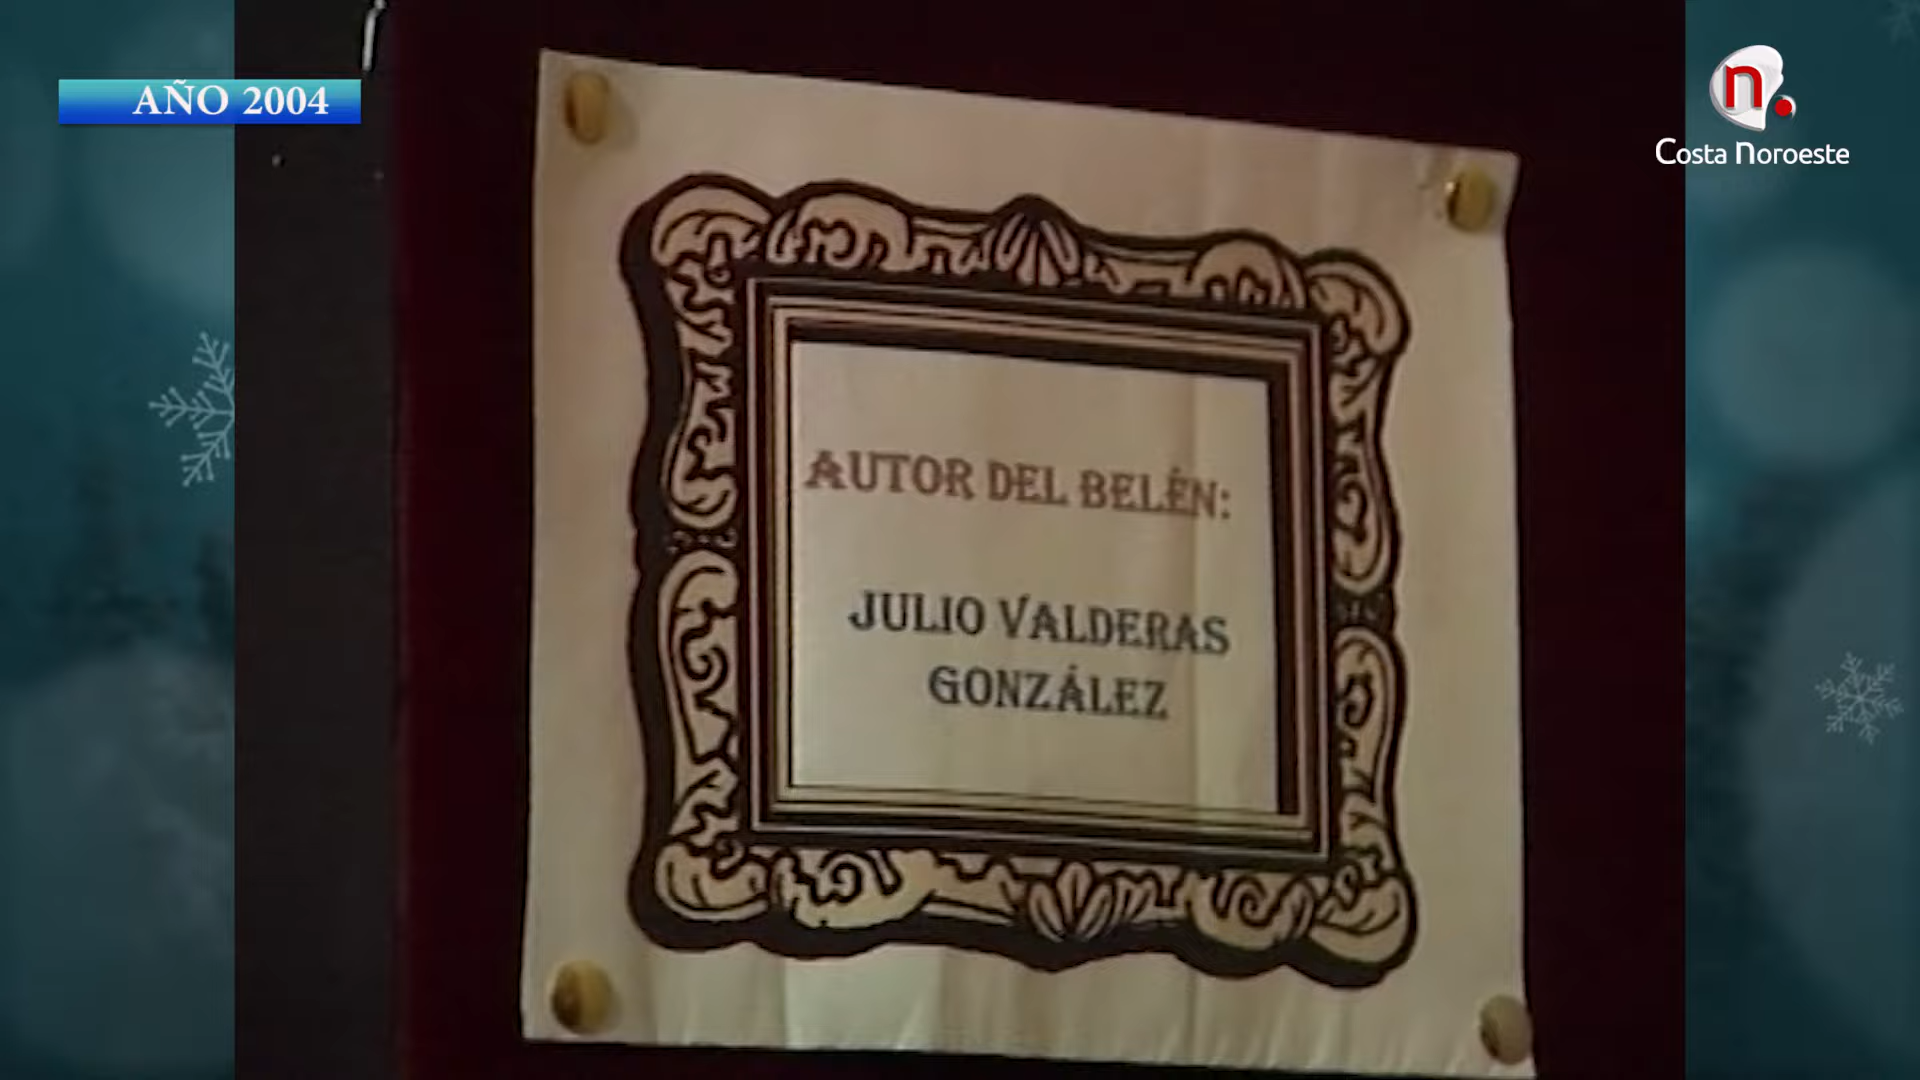 AÑO 2004
n.
Costa Noroeste
AUTOR DEL BELÉN:
JULIO VALDERAS
GONZÁLEZ